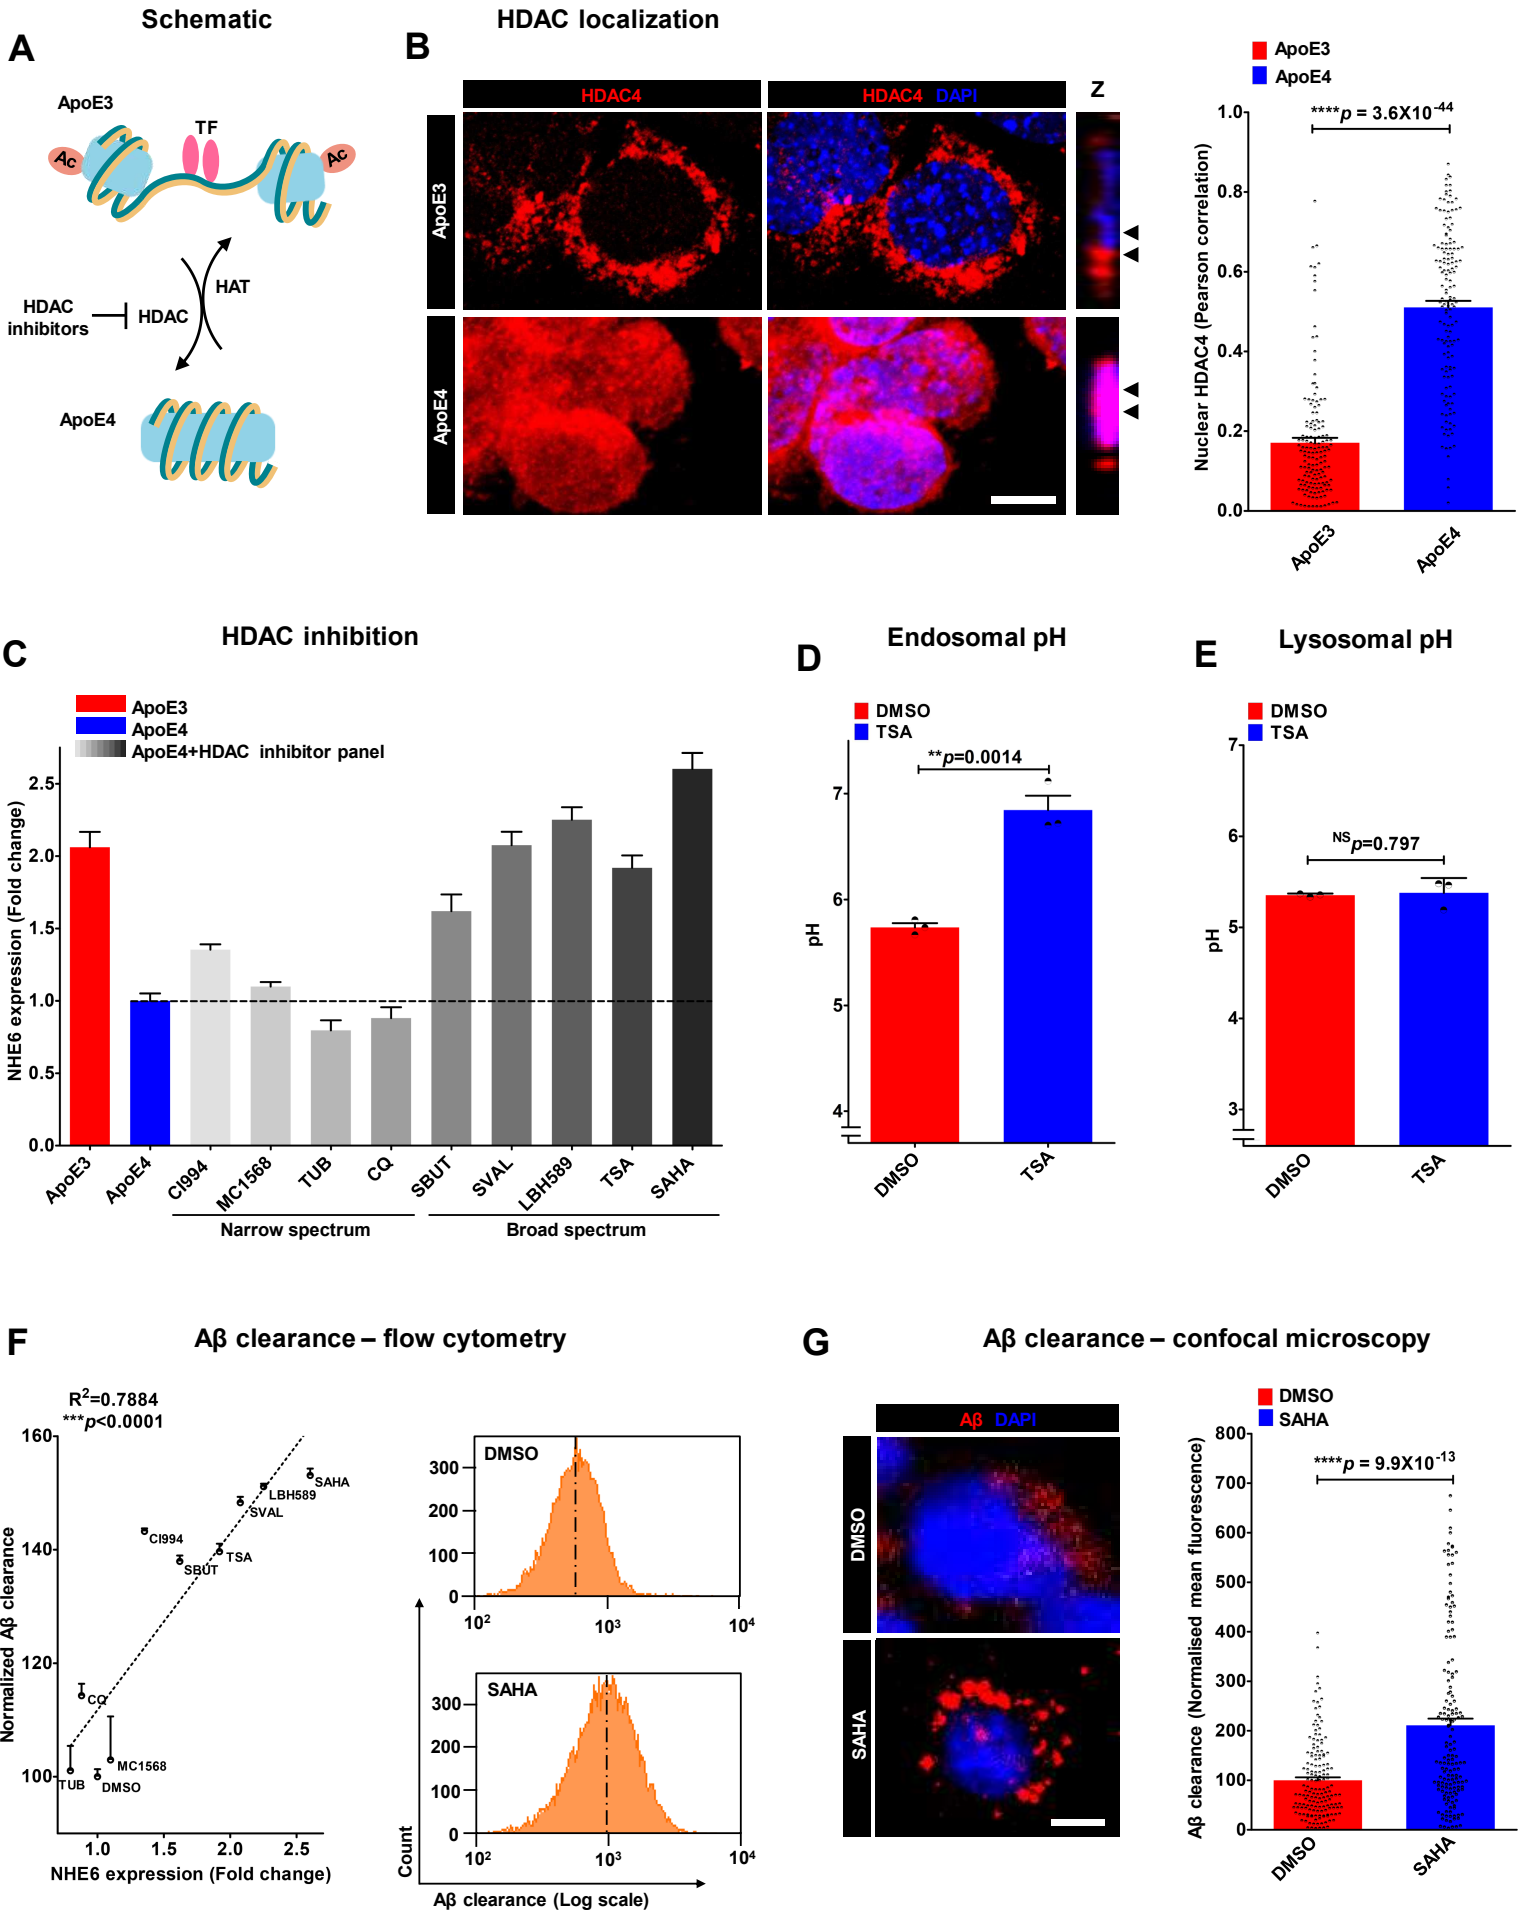 Schematic
A
ApoE3
TF
Ac
Ac
HAT
HDAC
inhibitors
HDAC
ApoE4
HDAC localization
B
HDAC4
HDAC4 DAPI
Z
ApoE3
ApoE4
ApoE3
ApoE4
****p = 3.6X10-44
Nuclear HDAC4 (Pearson correlation)
1.0
0.8
0.6
0.4
0.2
0.0
ApoE3
ApoE4
C
HDAC inhibition
ApoE3
ApoE4
ApoE4+HDAC inhibitor panel
NHE6 expression (Fold change)
2.5
2.0
1.5
1.0
0.5
0.0
ApoE3
ApoE4
CI994
MC1568
TUB
CQ
SBUT
SVAL
LBH589
TSA
SAHA
Narrow spectrum
Broad spectrum
D
Endosomal pH
DMSO
TSA
**p=0.0014
pH
7
6
5
4
DMSO
TSA
E
Lysosomal pH
DMSO
TSA
NSp=0.797
pH
7
6
5
4
3
DMSO
TSA
F
Aβ clearance – flow cytometry
R2=0.7884
***p<0.0001
Normalized Aβ clearance
160
140
120
100
SAHA
LBH589
SVAL
CI994
TSA
SBUT
CQ
MC1568
TUB
DMSO
1.0
1.5
2.0
2.5
NHE6 expression (Fold change)
DMSO
300
200
100
0
102
103
104
SAHA
300
200
100
0
102
103
104
Count
Aβ clearance (Log scale)
G
Aβ clearance – confocal microscopy
Aβ DAPI
DMSO
SAHA
DMSO
SAHA
****p = 9.9X10-13
Aβ clearance (Normalised mean fluorescence)
800
700
600
500
400
300
200
100
0
DMSO
SAHA